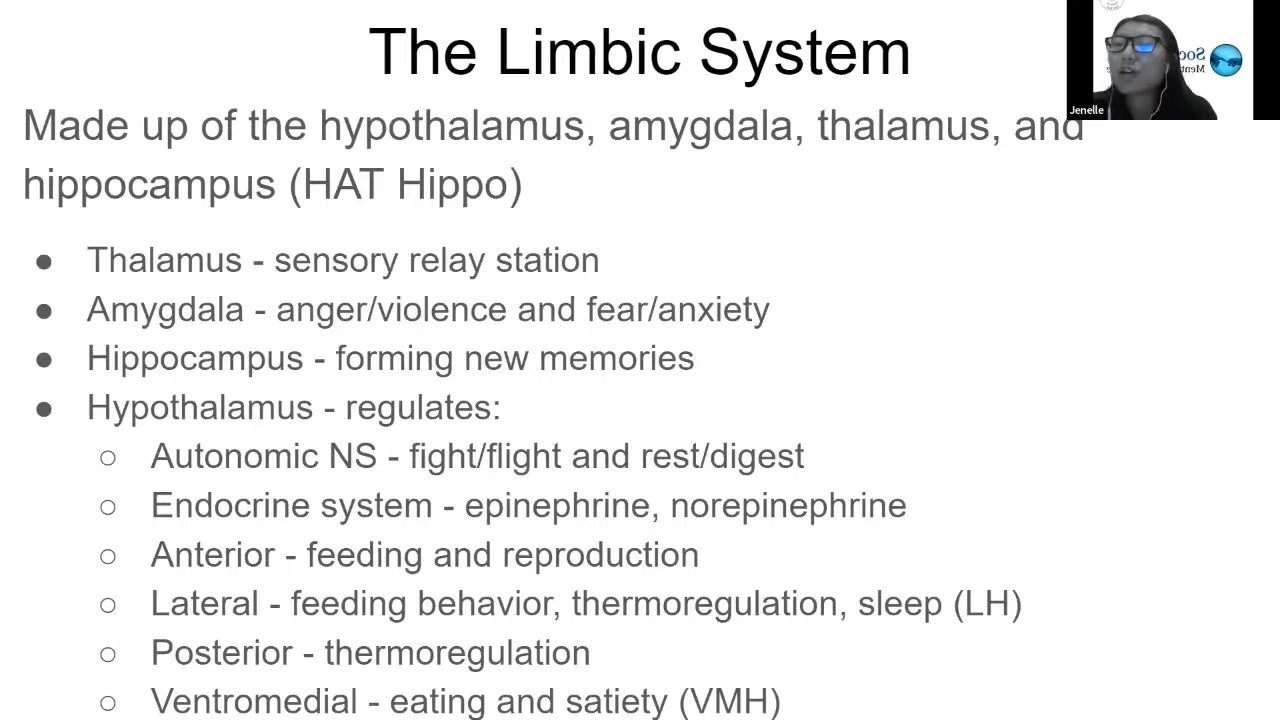 The Limbic System
Made up of the hypothalamus, amygdala, thalamus, and
hippocampus (HAT Hippo)
● Thalamus - sensory relay station
● Amygdala - anger/violence and fear/anxiety
● Hippocampus - forming new memories
● Hypothalamus - regulates:
○ Autonomic NS - fight/flight and rest/digest
○ Endocrine system - epinephrine, norepinephrine
○ Anterior - feeding and reproduction
○ Lateral - feeding behavior, thermoregulation, sleep (LH)
○ Posterior - thermoregulation
○ Ventromedial - eating and satiety (VMH)
Jenelle